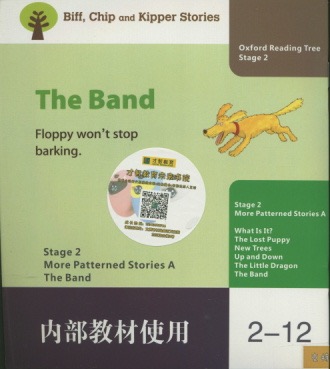 Biff, Chip and Kipper Stories
Oxford Reading Tree
Stage 2
The Band
Floppy won't stop
barking.
Stage 2
More Patterned Stories A
The Band
Stage 2
More Patterned Stories A
What Is It?
The Lost Puppy
New Trees
Up and Down
The Little Dragon
The Band
内部教材使用
2-12